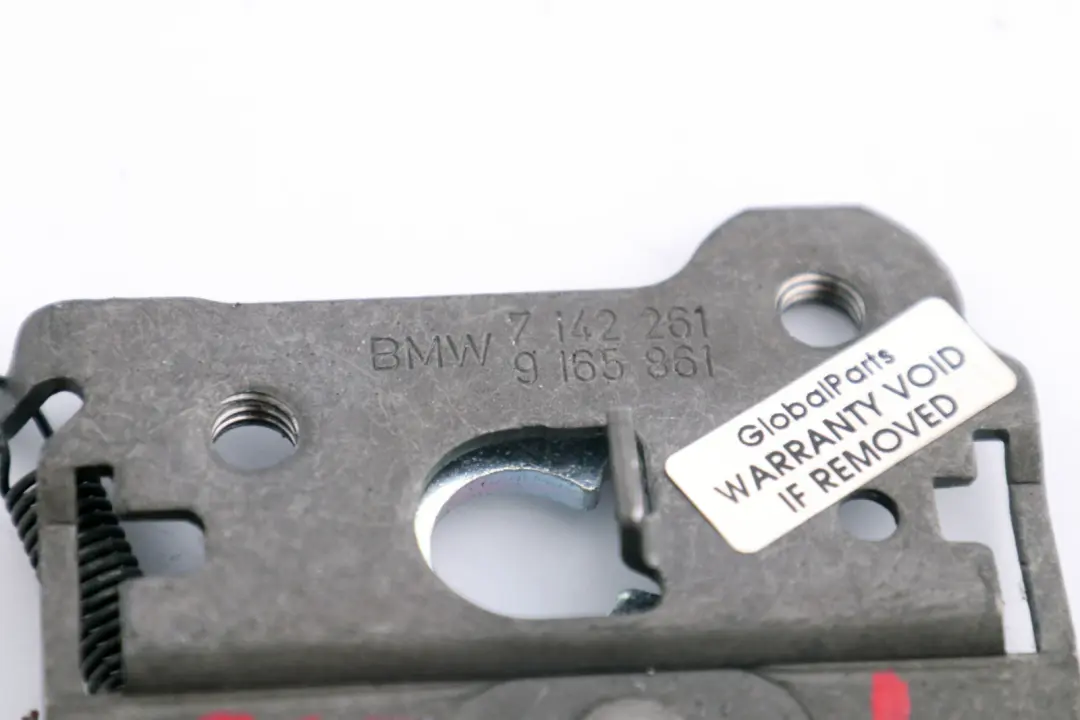 BMW 7 142 261
9 165 861
GlobalParts
WARRANTY VOID
IF REMOVED